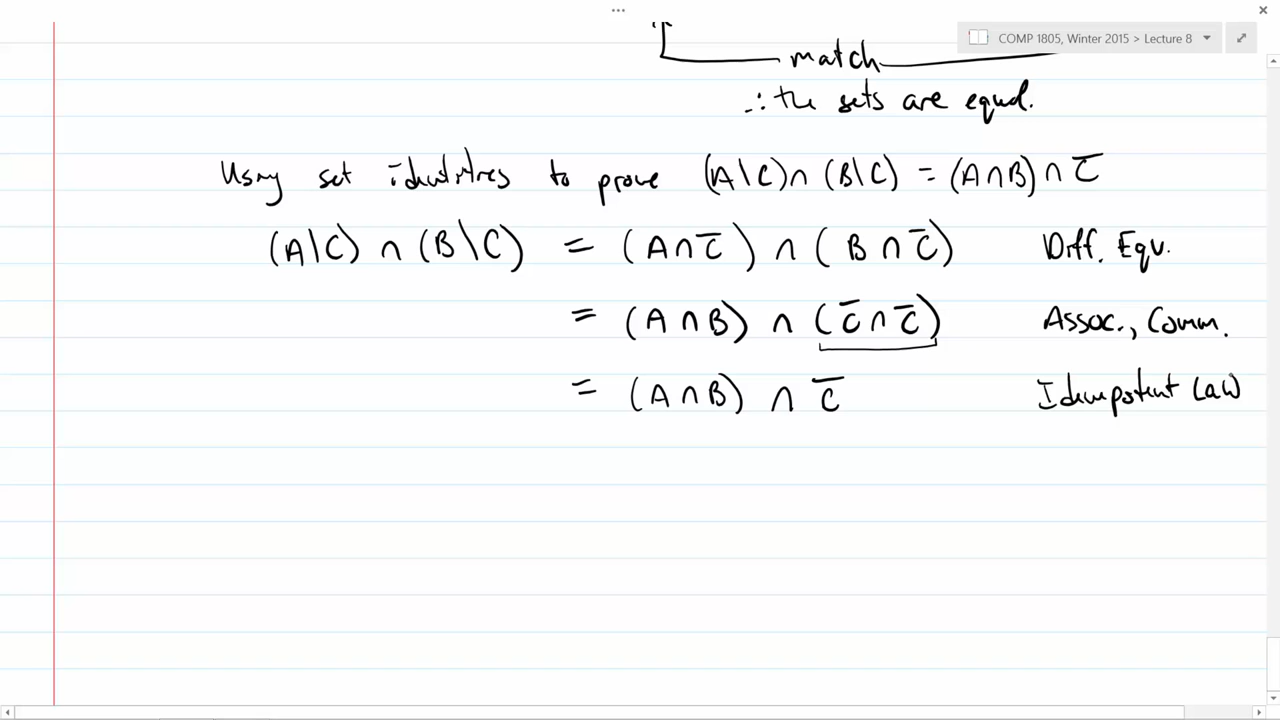 COMP 1805, Winter 2015 > Lecture 8
match
∴ the sets are equal.
Using set identities to prove (A\C) ∩ (B\C) = (A∩B) ∩ C̅
(A\C) ∩ (B\C) = (A∩C̅) ∩ (B∩C̅) Diff. Equ.
= (A∩B) ∩ (C̅∩C̅) Assoc., Comm.
= (A∩B) ∩ C̅ Idempotent Law